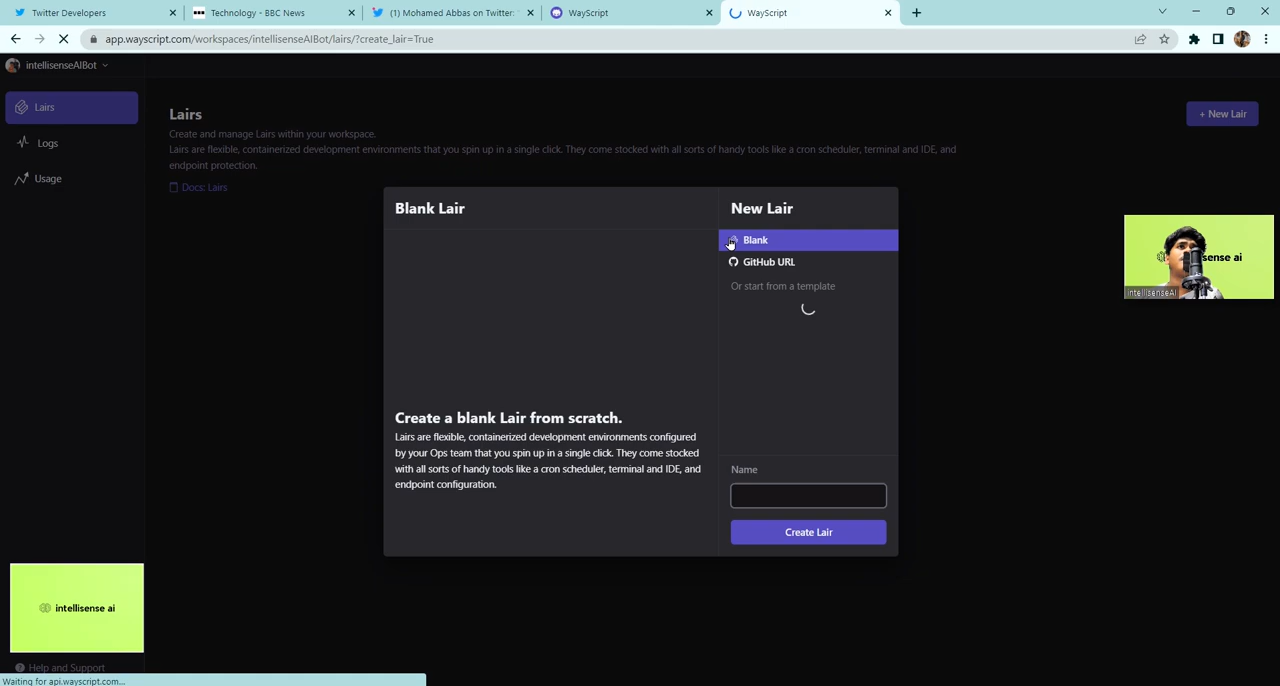 Twitter Developers
Technology - BBC News
(1) Mohamed Abbas on Twitter:
WayScript
WayScript
app.wayscript.com/workspaces/intellisenseAIBot/lairs/?create_lair=True
intellisenseAIBot
Lairs
Logs
Usage
Lairs
+ New Lair
Create and manage Lairs within your workspace.
Lairs are flexible, containerized development environments that you spin up in a single click. They come stocked with all sorts of handy tools like a cron scheduler, terminal and IDE, and
endpoint protection.
Docs: Lairs
Blank Lair
New Lair
Blank
GitHub URL
Or start from a template
Create a blank Lair from scratch.
Lairs are flexible, containerized development environments configured
by your Ops team that you spin up in a single click. They come stocked
with all sorts of handy tools like a cron scheduler, terminal and IDE, and
endpoint configuration.
Name
Create Lair
sense ai
intellisenseAI
intellisense ai
Help and Support
Waiting for api.wayscript.com...